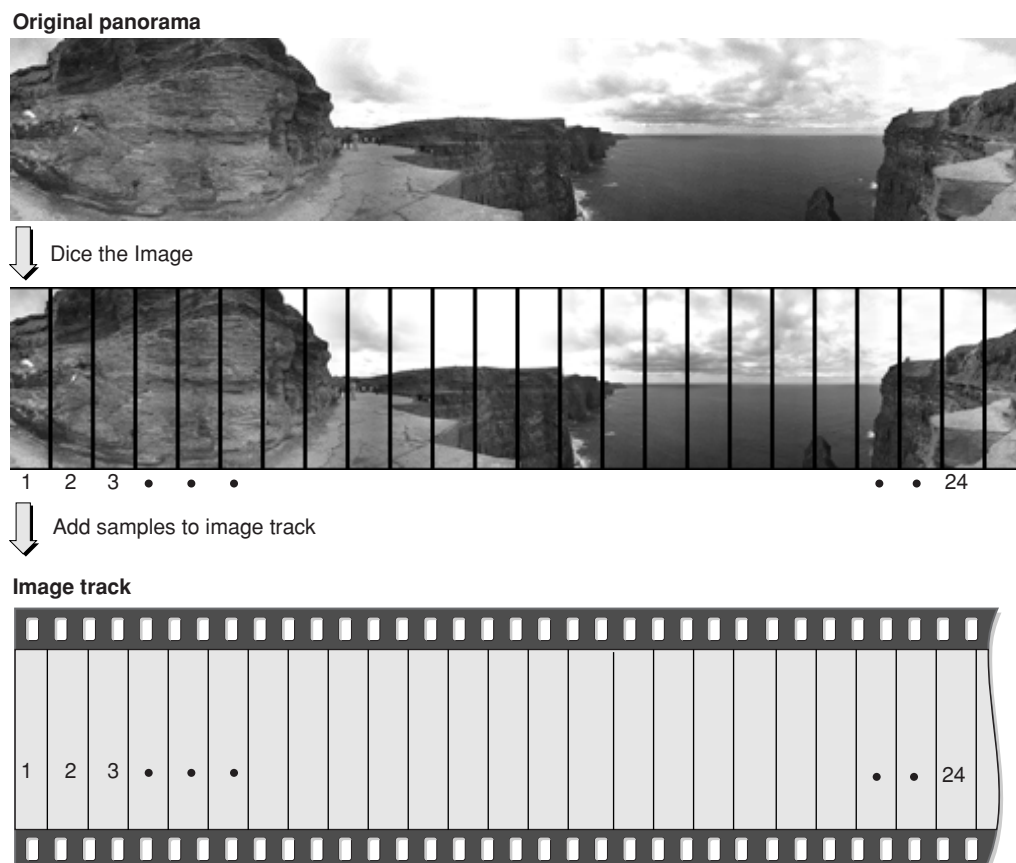 Original panorama
Dice the Image
1 2 3 • • • • • 24
Add samples to image track
Image track
1 2 3 • • • • • 24